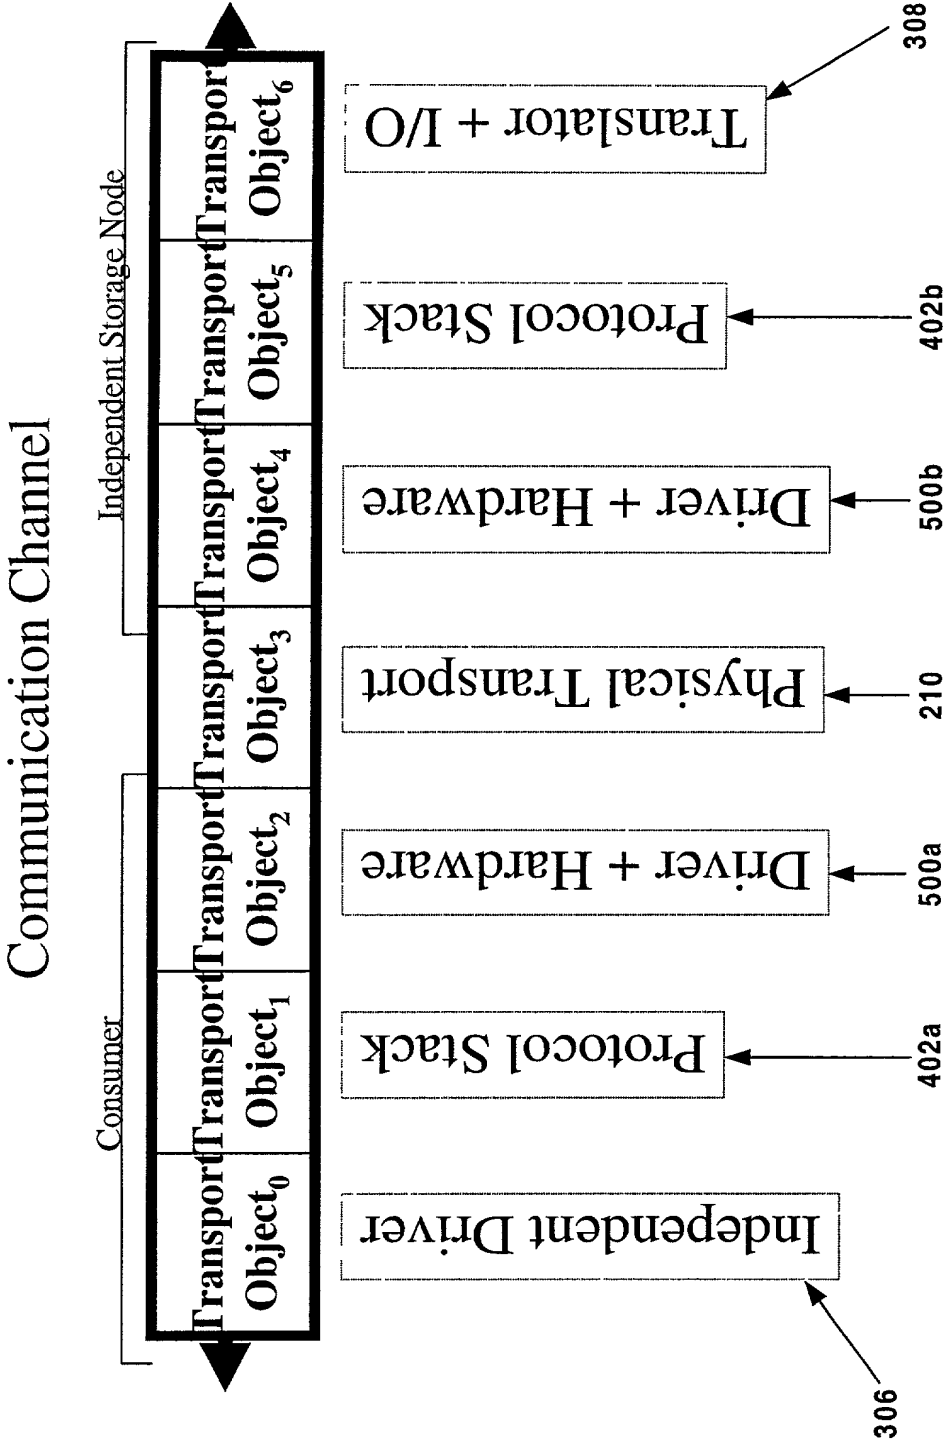 Communication Channel
Consumer
Independent Storage Node
Transport
Object0
Transport
Object1
Transport
Object2
Transport
Object3
Transport
Object4
Transport
Object5
Transport
Object6
Independent Driver
Protocol Stack
Driver + Hardware
Physical Transport
Driver + Hardware
Protocol Stack
Translator + I/O
306
402a
500a
210
500b
402b
308